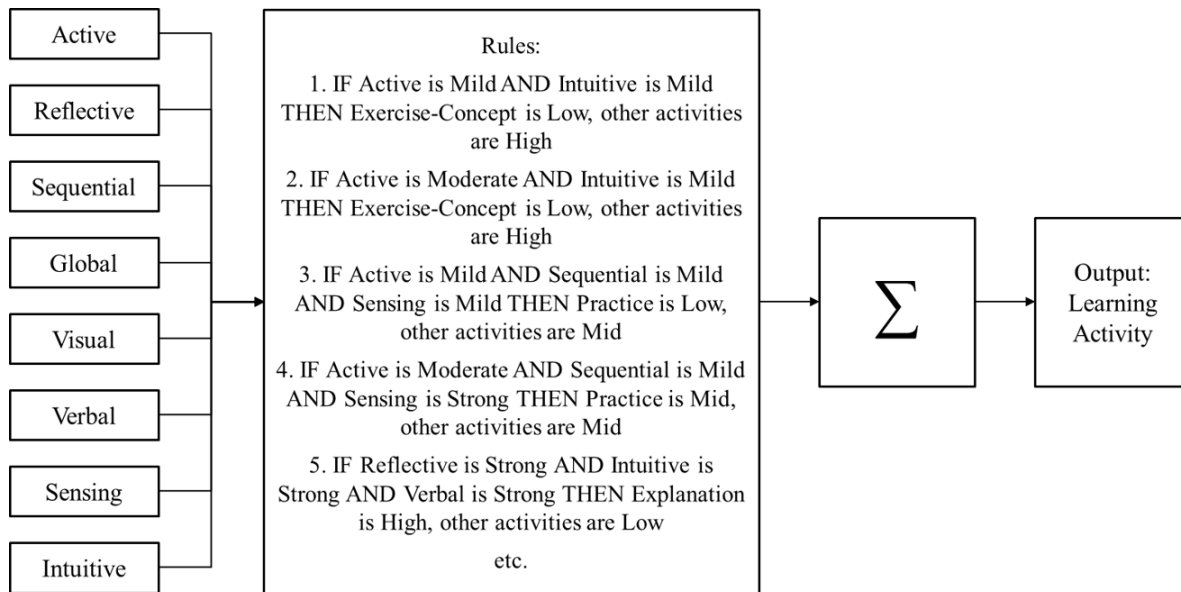 Active
Reflective
Sequential
Global
Visual
Verbal
Sensing
Intuitive
Rules:
1. IF Active is Mild AND Intuitive is Mild
THEN Exercise-Concept is Low, other activities
are High
2. IF Active is Moderate AND Intuitive is Mild
THEN Exercise-Concept is Low, other activities
are High
3. IF Active is Mild AND Sequential is Mild
AND Sensing is Mild THEN Practice is Low,
other activities are Mid
4. IF Active is Moderate AND Sequential is Mild
AND Sensing is Strong THEN Practice is Mid,
other activities are Mid
5. IF Reflective is Strong AND Intuitive is
Strong AND Verbal is Strong THEN Explanation
is High, other activities are Low
etc.
∑
Output:
Learning
Activity